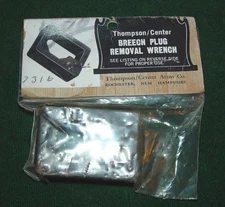 Thompson/Center
BREECH PLUG
REMOVAL WRENCH
SEE LISTING ON REVERSE SIDE
FOR PROPER USE
7316
Thompson/Center Arms Co.
ROCHESTER, NEW HAMPSHIRE